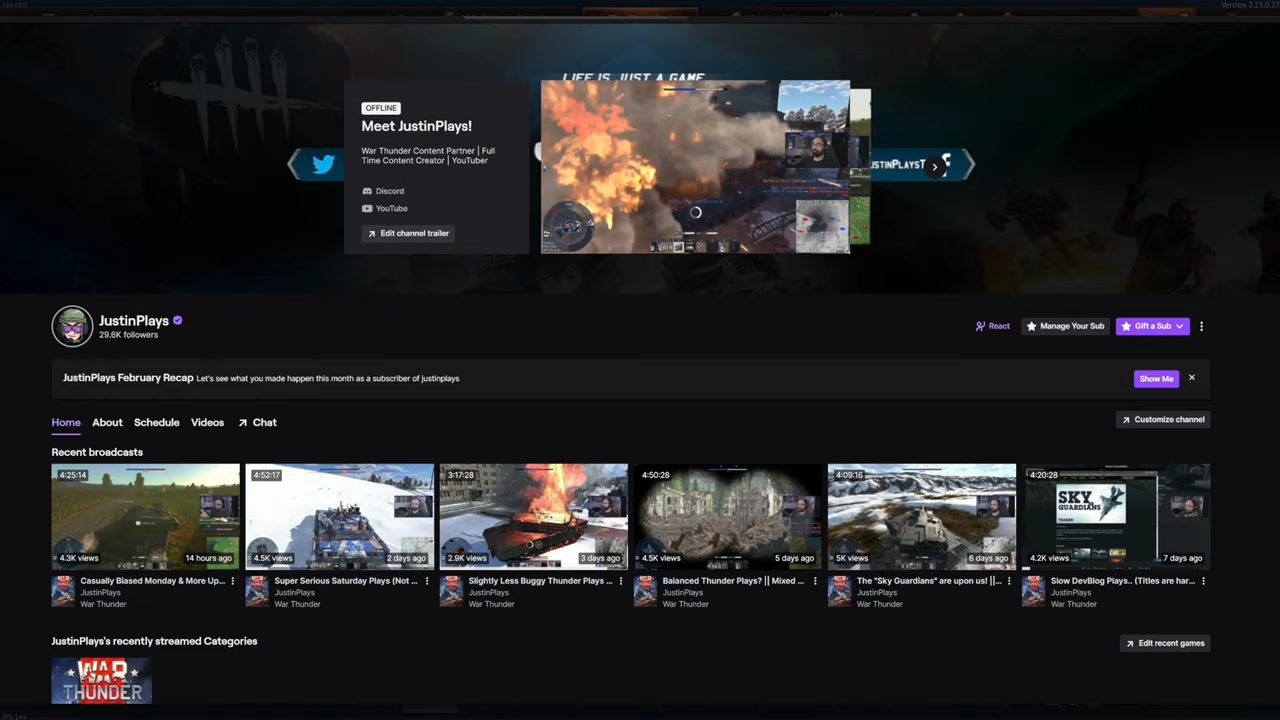 144 FPS
Version 2.25.0.27
LIFE IS JUST A GAME
OFFLINE
Meet JustinPlays!
War Thunder Content Partner | Full
Time Content Creator | YouTuber
Discord
YouTube
Edit channel trailer
JustinPlays
29.6K followers
React
Manage Your Sub
Gift a Sub
JustinPlays February Recap Let's see what you made happen this month as a subscriber of justinplays
Show Me
Home About Schedule Videos Chat
Customize channel
Recent broadcasts
4:25:14
4.3K views
14 hours ago
Casually Biased Monday & More Up...
JustinPlays
War Thunder
4:52:17
4.5K views
2 days ago
Super Serious Saturday Plays (Not ...
JustinPlays
War Thunder
3:17:28
2.9K views
3 days ago
Slightly Less Buggy Thunder Plays ...
JustinPlays
War Thunder
4:50:28
4.5K views
5 days ago
Balanced Thunder Plays? || Mixed ...
JustinPlays
War Thunder
4:09:16
5K views
6 days ago
The "Sky Guardians" are upon us! ||...
JustinPlays
War Thunder
4:20:28
SKY
GUARDIANS
TEASER
4.2K views
7 days ago
Slow DevBlog Plays.. (Titles are har...
JustinPlays
War Thunder
JustinPlays's recently streamed Categories
Edit recent games
WAR
THUNDER